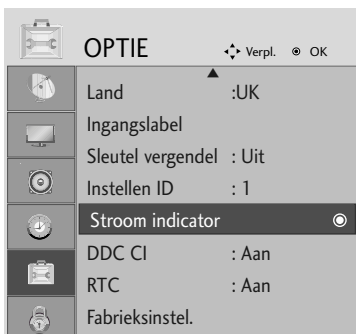 OPTIE Verpl. OK
Land :UK
Ingangslabel
Sleutel vergendel : Uit
Instellen ID : 1
Stroom indicator
DDC CI : Aan
RTC : Aan
Fabrieksinstel.